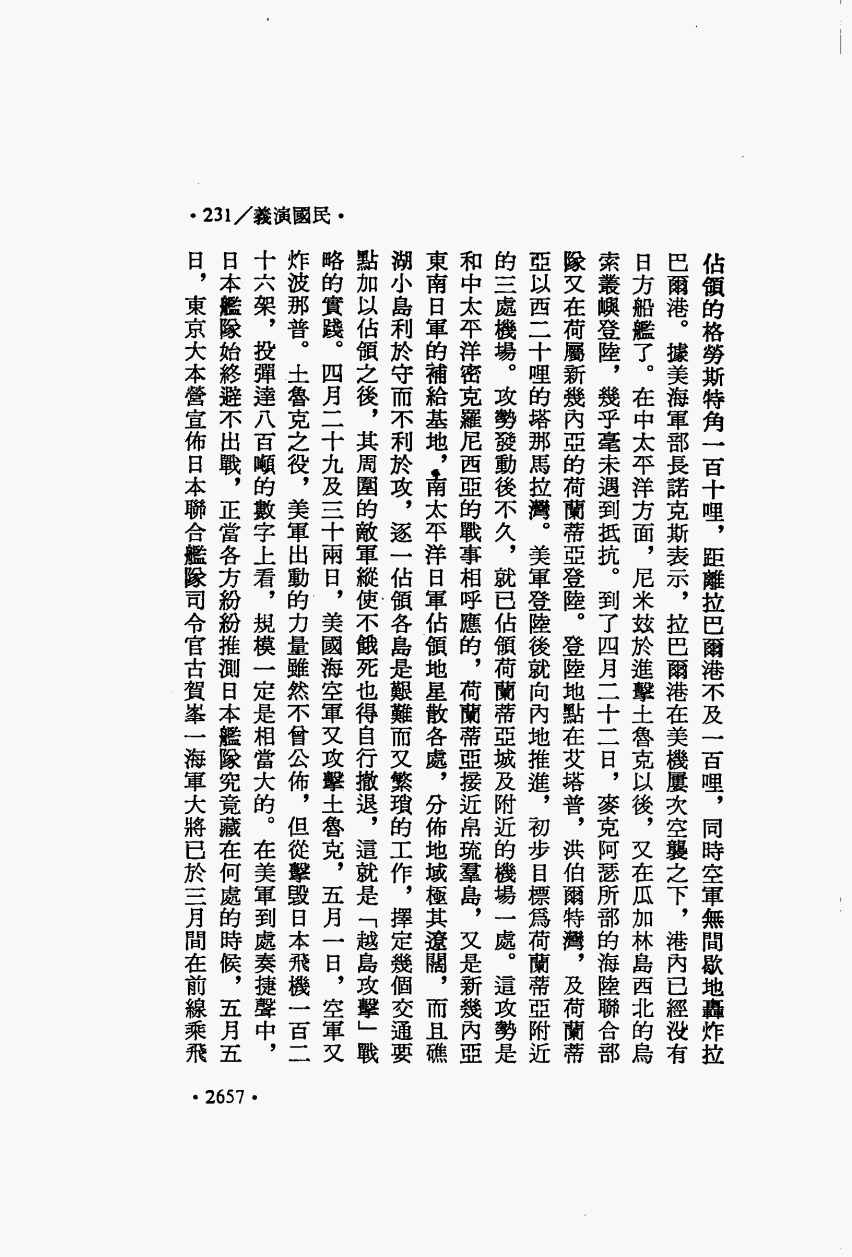 •231／義演國民•
佔領的格勞斯特角一百十哩，距離拉巴爾港不及一百哩，同時空軍無間歇地轟炸拉
巴爾港。據美海軍部長諾克斯表示，拉巴爾港在美機屢次空襲之下，港內已經沒有
日方船艦了。在中太平洋方面，尼米玆於進擊土魯克以後，又在瓜加林島西北的烏
索叢嶼登陸，幾乎毫未遇到抵抗。到了四月二十二日，麥克阿瑟所部的海陸聯合部
隊又在荷屬新幾內亞的荷蘭蒂亞登陸。登陸地點在艾塔普，洪伯爾特灣，及荷蘭蒂
亞以西二十哩的塔那馬拉灣。美軍登陸後就向內地推進，初步目標爲荷蘭蒂亞附近
的三處機場。攻勢發動後不久，就已佔領荷蘭蒂亞城及附近的機場一處。這攻勢是
和中太平洋密克羅尼西亞的戰事相呼應的，荷蘭蒂亞接近帛琉羣島，又是新幾內亞
東南日軍的補給基地，南太平洋日軍佔領地星散各處，分佈地域極其遼闊，而且礁
湖小島利於守而不利於攻，逐一佔領各島是艱難而又繁瑣的工作，擇定幾個交通要
點加以佔領之後，其周圍的敵軍縱使不餓死也得自行撤退，這就是「越島攻擊」戰
略的實踐。四月二十九及三十兩日，美國海空軍又攻擊土魯克，五月一日，空軍又
炸波那普。土魯克之役，美軍出動的力量雖然不曾公佈，但從擊毀日本飛機一百二
十六架，投彈達八百噸的數字上看，規模一定是相當大的。在美軍到處奏捷聲中，
日本艦隊始終避不出戰，正當各方紛紛推測日本艦隊究竟藏在何處的時候，五月五
日，東京大本營宣佈日本聯合艦隊司令官古賀峯一海軍大將已於三月間在前線乘飛
•2657•